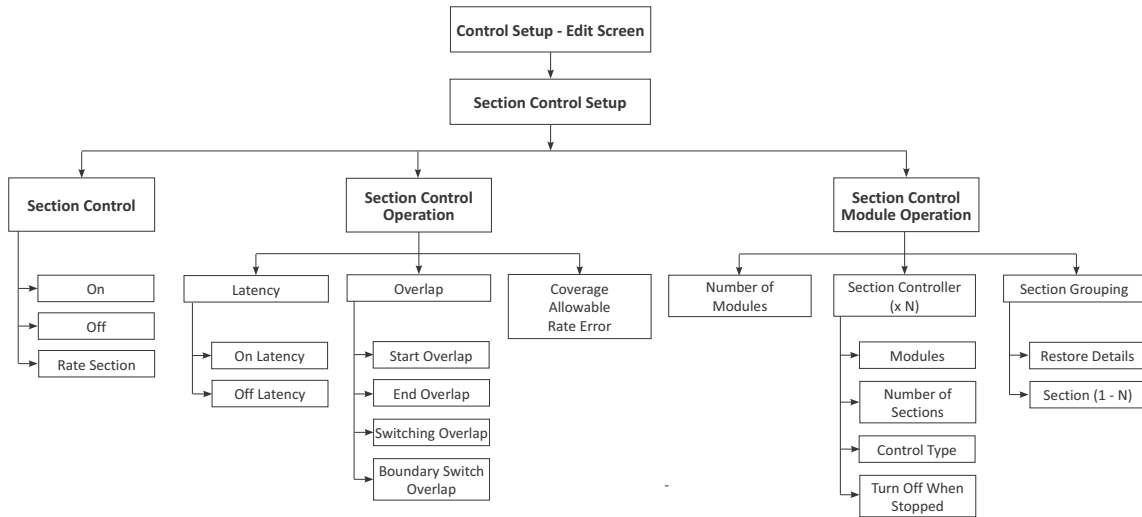 Control Setup - Edit Screen
Section Control Setup
Section Control
On
Off
Rate Section
Section Control
Operation
Latency
On Latency
Off Latency
Overlap
Start Overlap
End Overlap
Switching Overlap
Boundary Switch
Overlap
Coverage
Allowable
Rate Error
Section Control
Module Operation
Number of
Modules
Section Controller
(x N)
Modules
Number of
Sections
Control Type
Turn Off When
Stopped
Section Grouping
Restore Details
Section (1 - N)
-